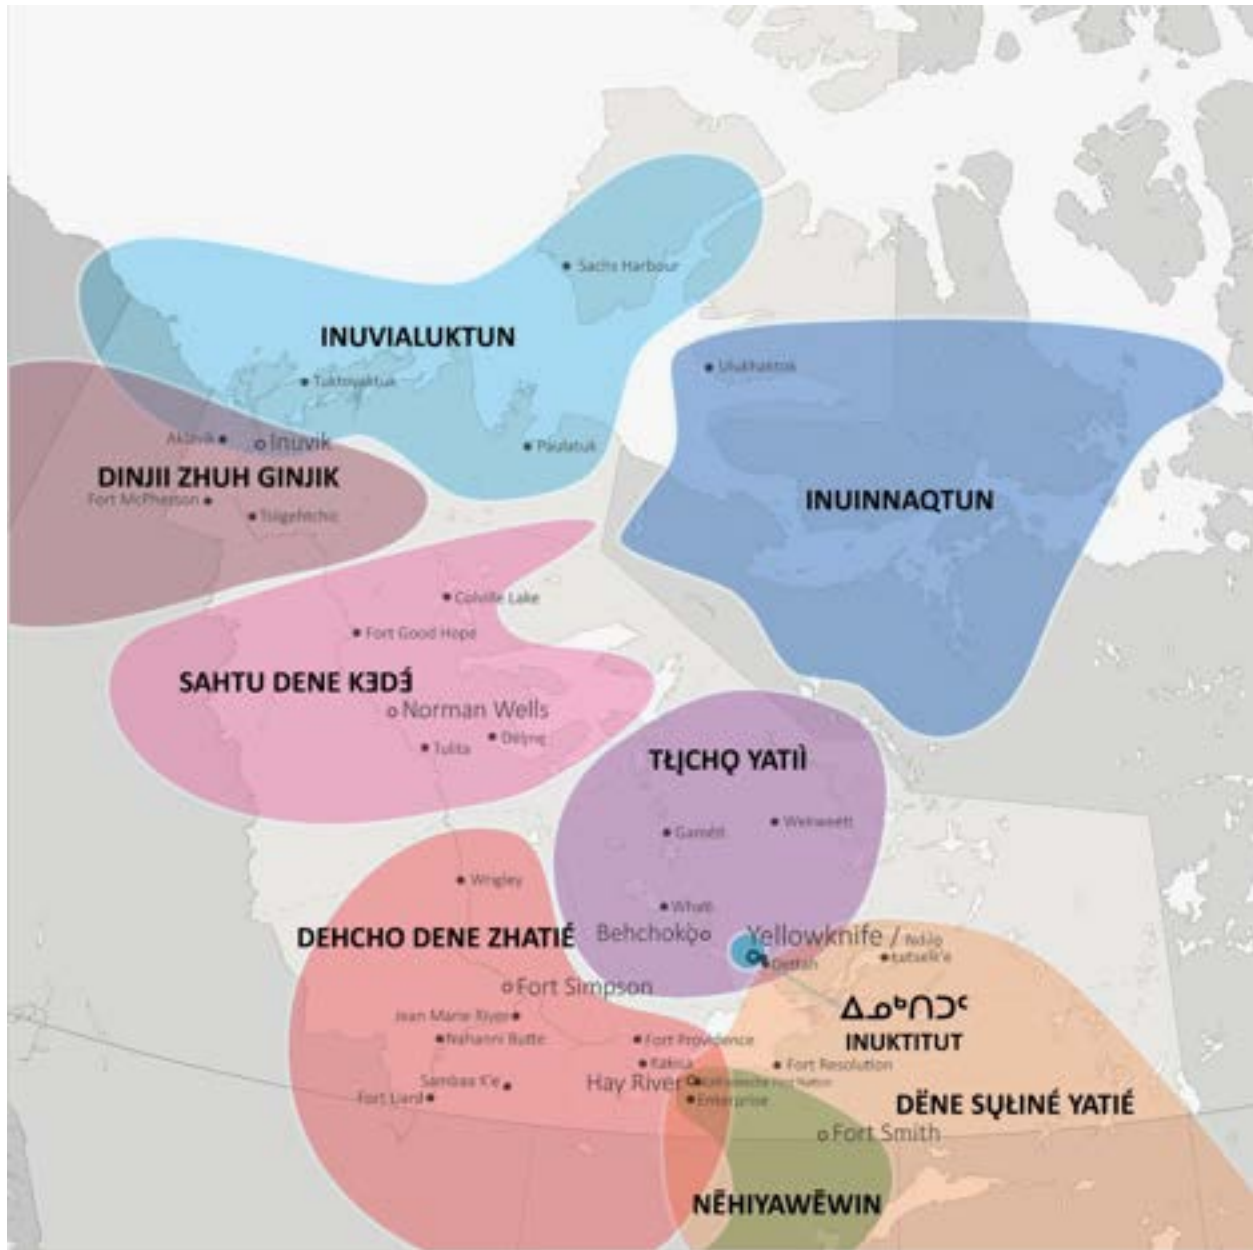 Sachs Harbour
INUVIALUKTUN
Ulukhaktok
Tuktoyaktuk
Aklavik
Inuvik
Paulatuk
DINJII ZHUH GINJIK
Fort McPherson
Tsiigehtchic
INUINNAQTUN
Colville Lake
Fort Good Hope
SAHTU DENE KƎDƎ́
Norman Wells
Tulita
Délı̨nę
TŁĮCHǪ YATIÌ
Gamètì
Wekweètì
Wrigley
Whatì
Behchokǫ̀
Yellowknife / Ndilǫ
DEHCHO DENE ZHATIÉ
Dettah
Łutselk'e
Fort Simpson
ᐃᓄᒃᑎᑐᑦ
INUKTITUT
Jean Marie River
Nahanni Butte
Fort Providence
Kakisa
Fort Resolution
Hay River
Sambaa K'e
Fort Liard
Enterprise
DËNE SŲŁINÉ YATIÉ
Fort Smith
NĒHIYAWĒWIN